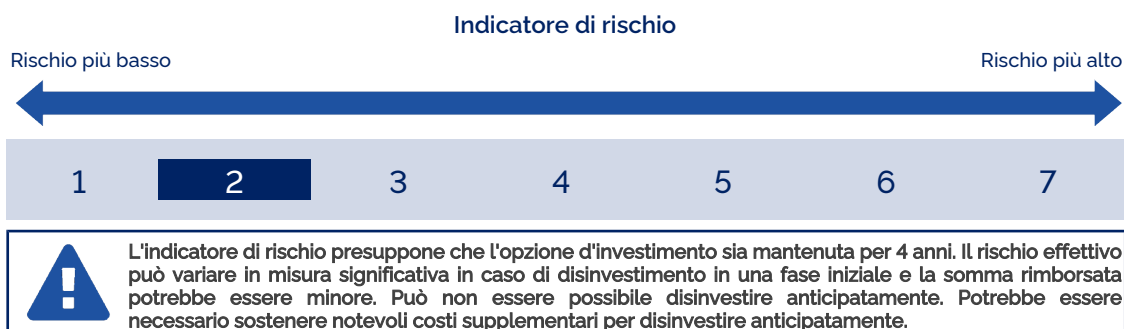 Indicatore di rischio
Rischio più basso
Rischio più alto
1 2 3 4 5 6 7
L'indicatore di rischio presuppone che l'opzione d'investimento sia mantenuta per 4 anni. Il rischio effettivo
può variare in misura significativa in caso di disinvestimento in una fase iniziale e la somma rimborsata
potrebbe essere minore. Può non essere possibile disinvestire anticipatamente. Potrebbe essere
necessario sostenere notevoli costi supplementari per disinvestire anticipatamente.